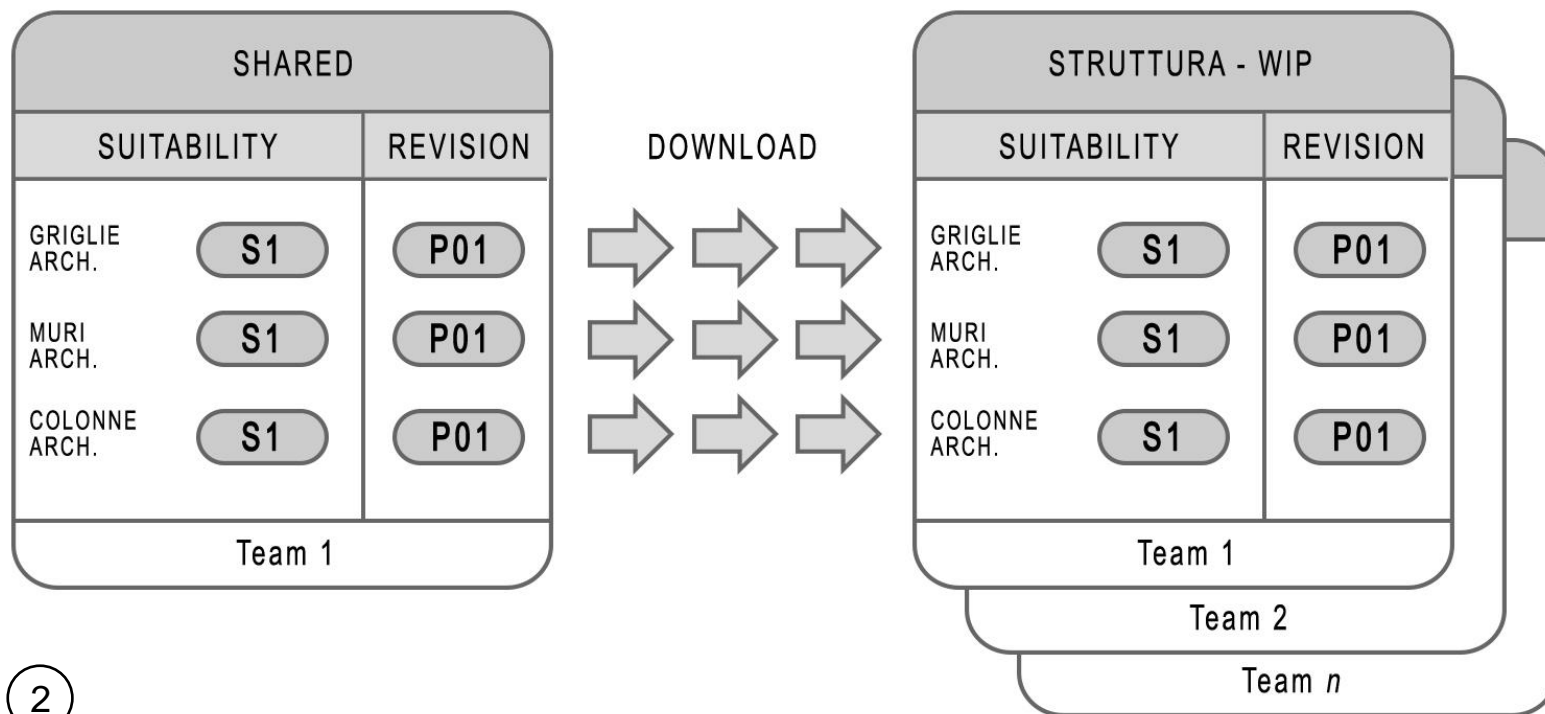 SHARED
SUITABILITY
REVISION
GRIGLIE
ARCH.
S1
P01
MURI
ARCH.
S1
P01
COLONNE
ARCH.
S1
P01
Team 1
DOWNLOAD
STRUTTURA - WIP
SUITABILITY
REVISION
GRIGLIE
ARCH.
S1
P01
MURI
ARCH.
S1
P01
COLONNE
ARCH.
S1
P01
Team 1
Team 2
Team n
2